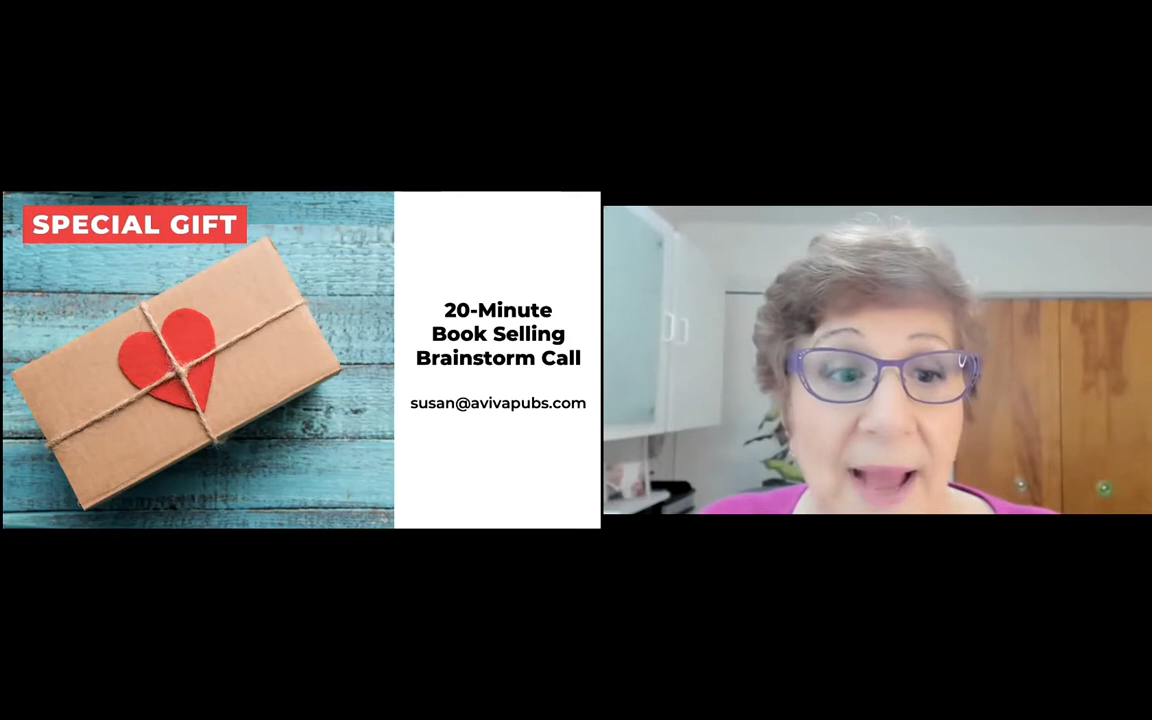 SPECIAL GIFT
20-Minute
Book Selling
Brainstorm Call
susan@avivapubs.com